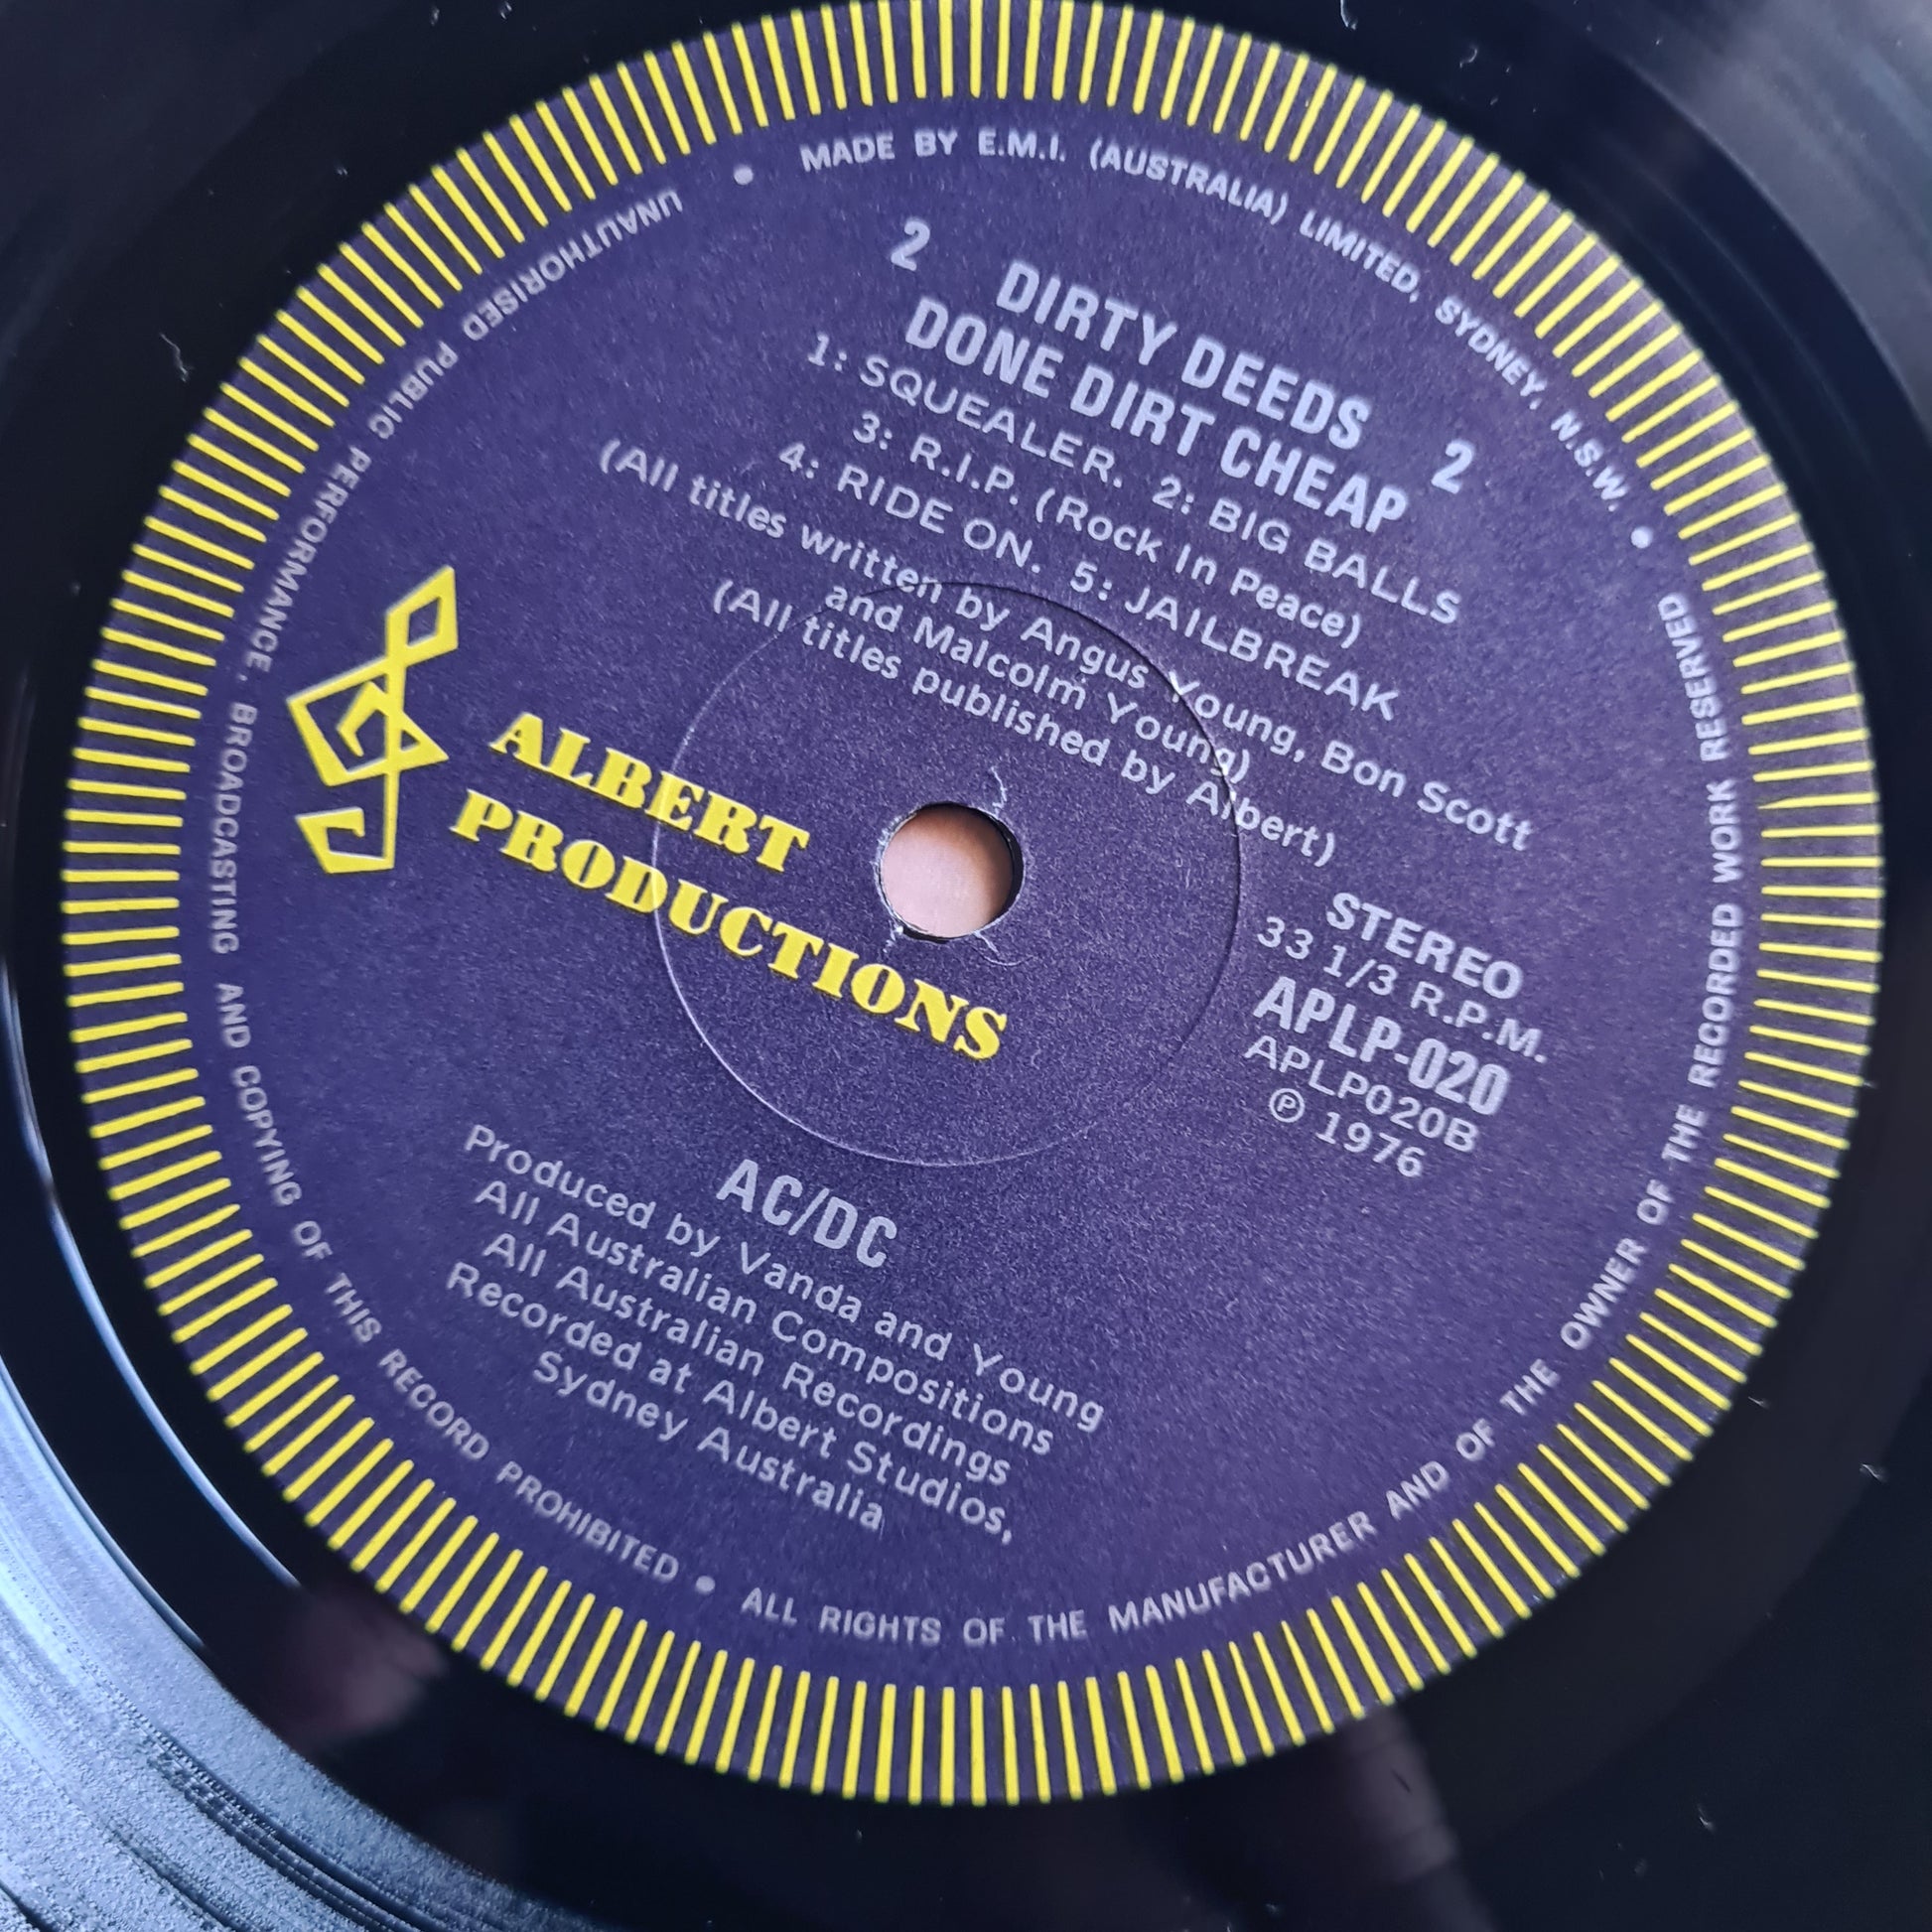 MADE BY E.M.I. (AUSTRALIA) LIMITED, SYDNEY, N.S.W. •
2 DIRTY DEEDS
DONE DIRT CHEAP 2
1: SQUEALER. 2: BIG BALLS
3: R.I.P. (Rock In Peace)
4: RIDE ON. 5: JAILBREAK
(All titles written by Angus Young, Bon Scott
and Malcolm Young)
(All titles published by Albert)
ALBERT
PRODUCTIONS
STEREO
33 1/3 R.P.M.
APLP-020
APLP020B
Ⓟ 1976
AC/DC
Produced by Vanda and Young
All Australian Compositions
All Australian Recordings
Recorded at Albert Studios,
Sydney Australia
UNAUTHORISED PUBLIC PERFORMANCE, BROADCASTING AND COPYING OF THIS RECORD PROHIBITED •
ALL RIGHTS OF THE MANUFACTURER AND OF THE OWNER OF THE RECORDED WORK RESERVED